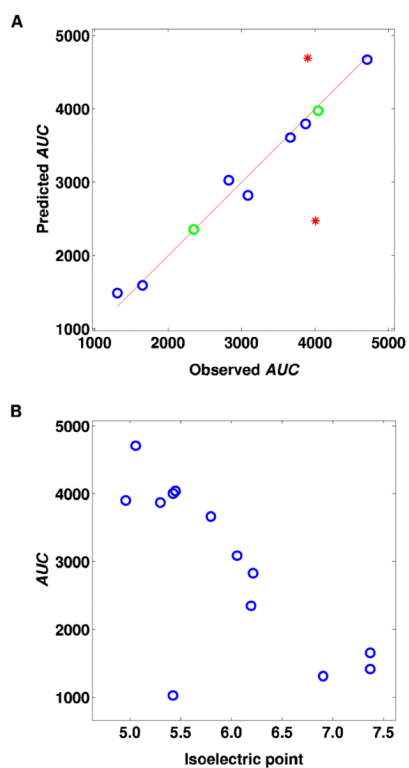 A
5000
4000
3000
2000
1000
Predicted AUC
1000 2000 3000 4000 5000
Observed AUC
B
5000
4000
3000
2000
1000
AUC
5.0 5.5 6.0 6.5 7.0 7.5
Isoelectric point